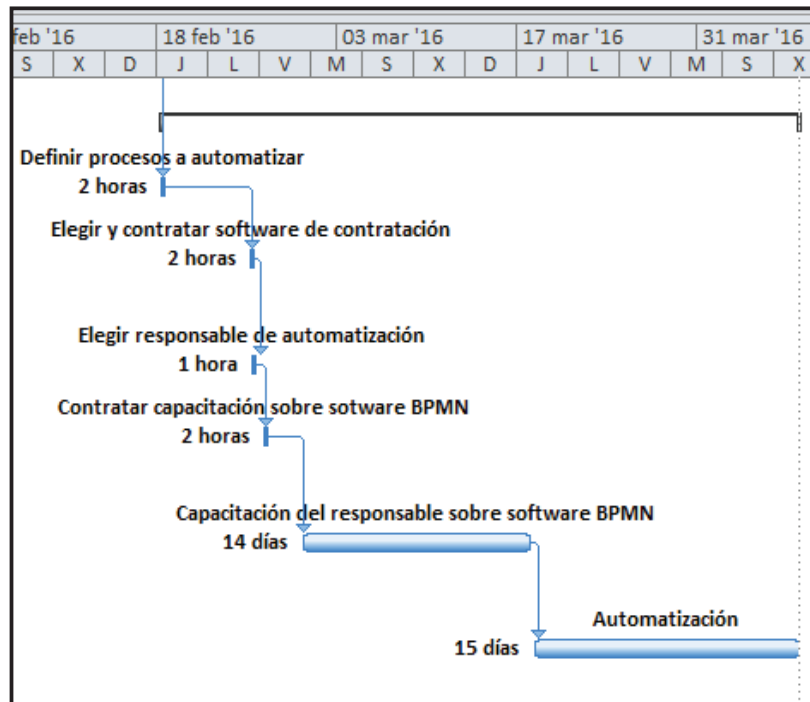 feb '16 18 feb '16 03 mar '16 17 mar '16 31 mar '16
S X D J L V M S X D J L V M S X
Definir procesos a automatizar
2 horas
Elegir y contratar software de contratación
2 horas
Elegir responsable de automatización
1 hora
Contratar capacitación sobre sotware BPMN
2 horas
Capacitación del responsable sobre software BPMN
14 días
Automatización
15 días